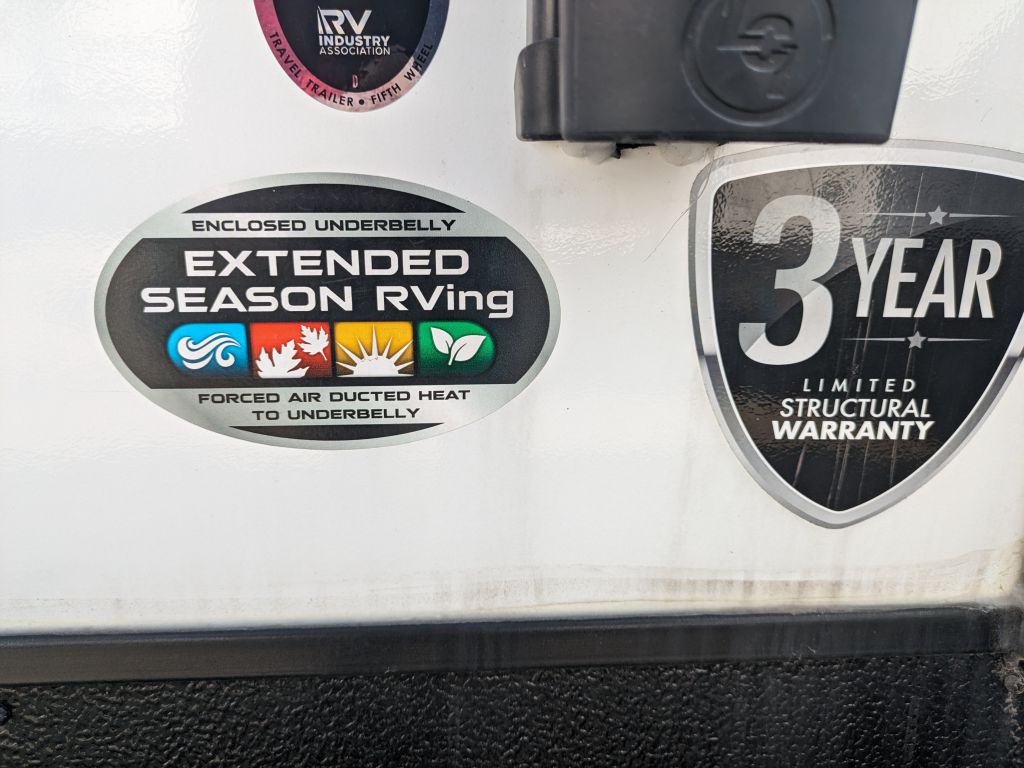 RV
INDUSTRY
ASSOCIATION
TRAVEL TRAILER • FIFTH WHEEL
ENCLOSED UNDERBELLY
EXTENDED
SEASON RVing
FORCED AIR DUCTED HEAT
TO UNDERBELLY
3 YEAR
LIMITED
STRUCTURAL
WARRANTY